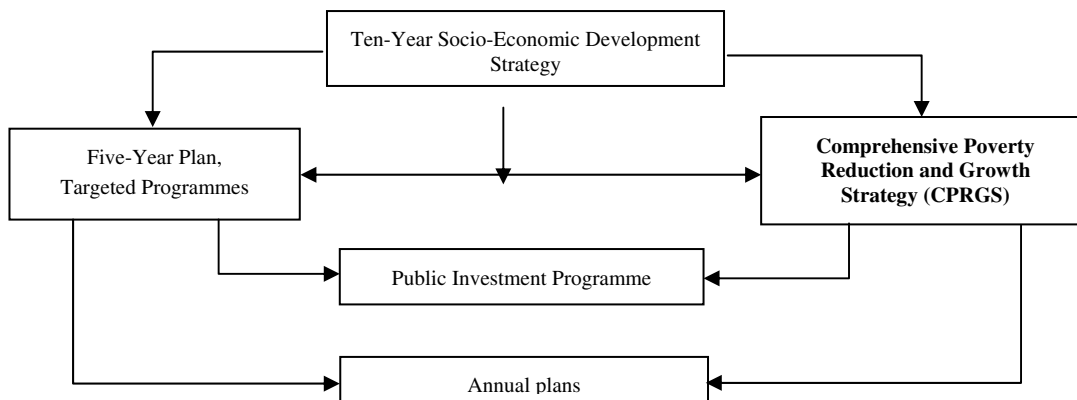 Ten-Year Socio-Economic Development
Strategy
Five-Year Plan,
Targeted Programmes
Comprehensive Poverty
Reduction and Growth
Strategy (CPRGS)
Public Investment Programme
Annual plans